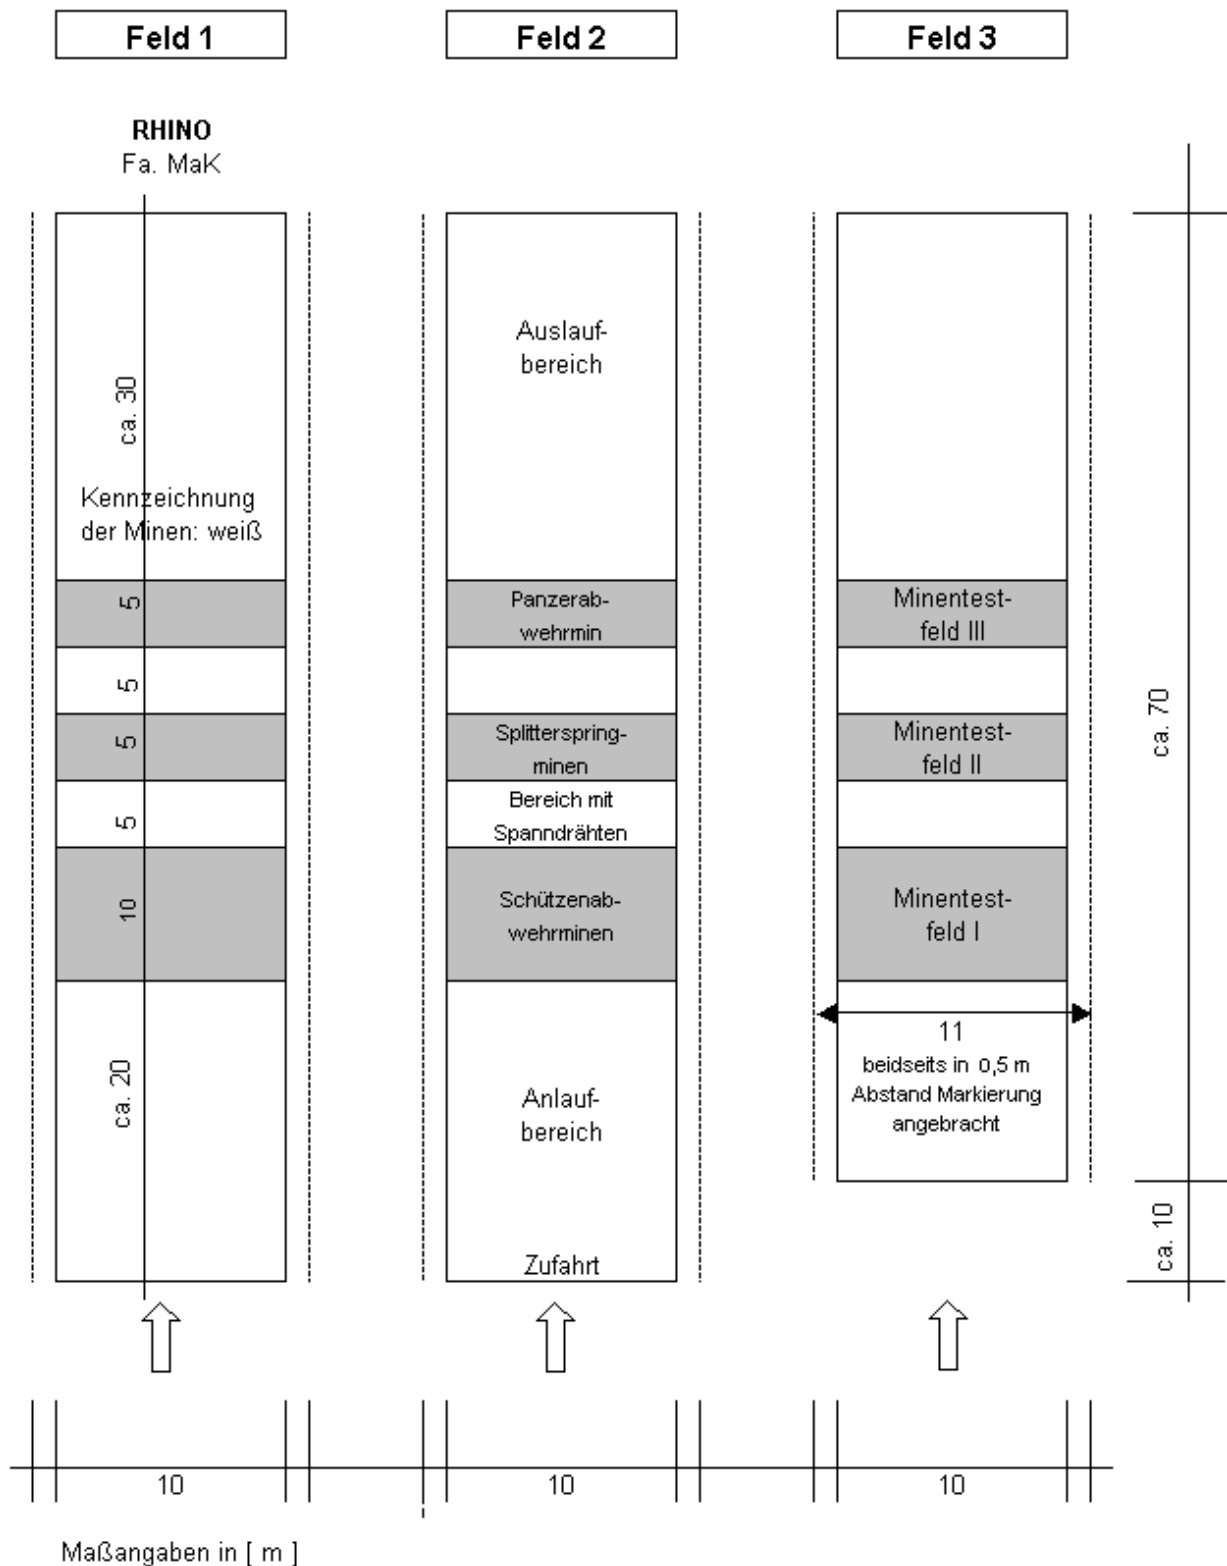 Feld 1
Feld 2
Feld 3
RHINO
Fa. MaK
ca. 30
Kennzeichnung
der Minen: weiß
5
5
5
5
10
ca. 20
Auslauf-
bereich
Panzerab-
wehrmin
Splitterspring-
minen
Bereich mit
Spanndrähten
Schützenab-
wehrminen
Anlauf-
bereich
Zufahrt
Minentest-
feld III
Minentest-
feld II
Minentest-
feld I
11
beidseits in 0,5 m
Abstand Markierung
angebracht
ca. 70
ca. 10
10
10
10
Maßangaben in [ m ]